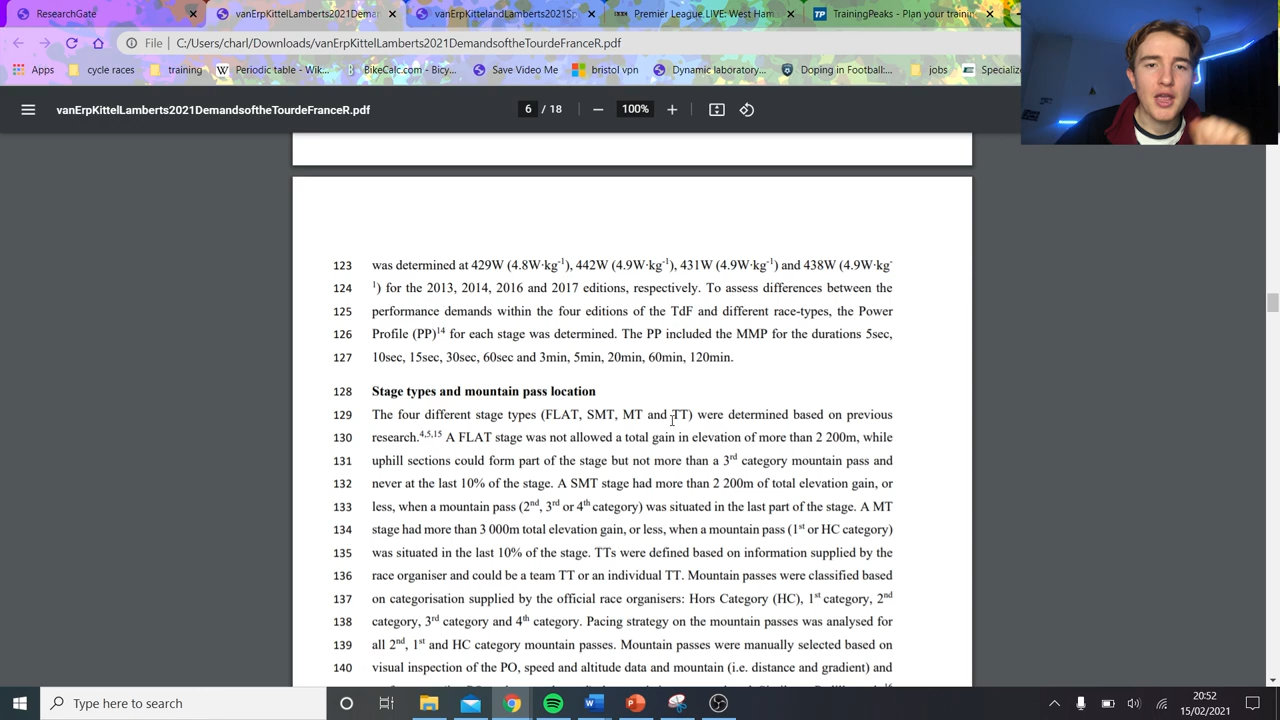 ResearchGate
vanErpKittelLamberts2021Dema
vanErpKittelandLamberts2021Sp
Premier League LIVE: West Ham
TrainingPeaks - Plan your trainin
File | C:/Users/charl/Downloads/vanErpKittelLamberts2021DemandsoftheTourdeFranceR.pdf
Apps
cycle races
training
Periodic table - Wik...
BikeCalc.com - Bicy...
Save Video Me
bristol vpn
Dynamic laboratory...
Doping in Football:...
jobs
Specializ
vanErpKittelLamberts2021DemandsoftheTourdeFranceR.pdf
6 / 18
100%
123 was determined at 429W (4.8W·kg-1), 442W (4.9W·kg-1), 431W (4.9W·kg-1) and 438W (4.9W·kg-
124 1) for the 2013, 2014, 2016 and 2017 editions, respectively. To assess differences between the
125 performance demands within the four editions of the TdF and different race-types, the Power
126 Profile (PP)14 for each stage was determined. The PP included the MMP for the durations 5sec,
127 10sec, 15sec, 30sec, 60sec and 3min, 5min, 20min, 60min, 120min.
128 Stage types and mountain pass location
129 The four different stage types (FLAT, SMT, MT and TT) were determined based on previous
130 research.4,5,15 A FLAT stage was not allowed a total gain in elevation of more than 2 200m, while
131 uphill sections could form part of the stage but not more than a 3rd category mountain pass and
132 never at the last 10% of the stage. A SMT stage had more than 2 200m of total elevation gain, or
133 less, when a mountain pass (2nd, 3rd or 4th category) was situated in the last part of the stage. A MT
134 stage had more than 3 000m total elevation gain, or less, when a mountain pass (1st or HC category)
135 was situated in the last 10% of the stage. TTs were defined based on information supplied by the
136 race organiser and could be a team TT or an individual TT. Mountain passes were classified based
137 on categorisation supplied by the official race organisers: Hors Category (HC), 1st category, 2nd
138 category, 3rd category and 4th category. Pacing strategy on the mountain passes was analysed for
139 all 2nd, 1st and HC category mountain passes. Mountain passes were manually selected based on
140 visual inspection of the PO, speed and altitude data and mountain (i.e. distance and gradient) and
Type here to search
20:52
15/02/2021